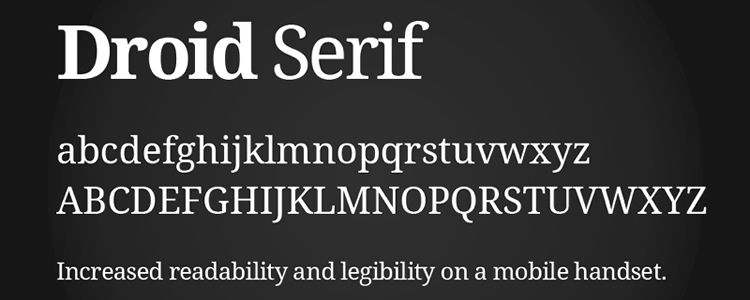 Droid Serif
abcdefghijklmnopqrstuvwxyz
ABCDEFGHIJKLMNOPQRSTUVWXYZ
Increased readability and legibility on a mobile handset.